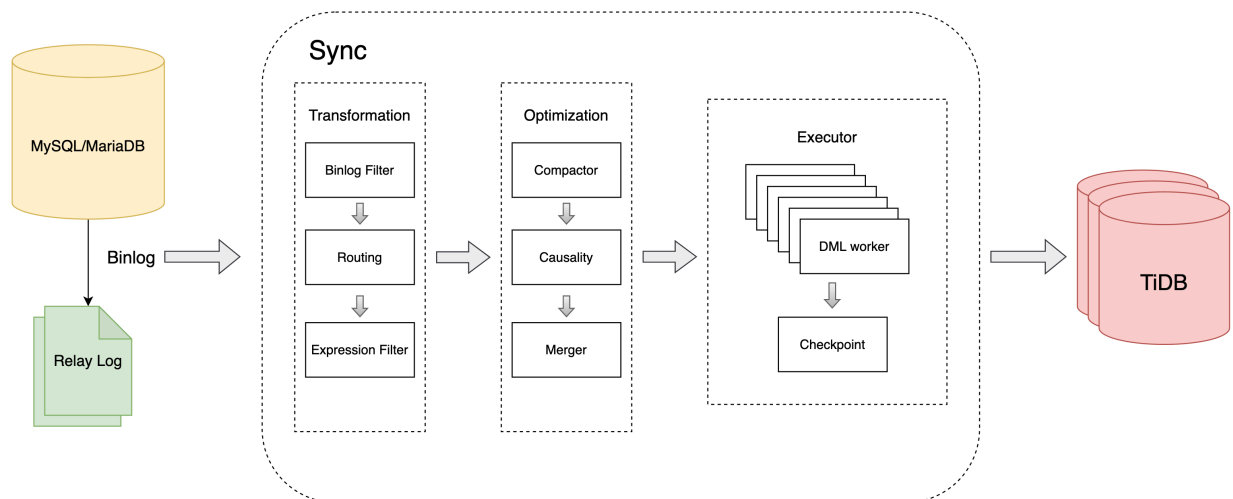 Sync
MySQL/MariaDB
Binlog
Relay Log
Transformation
Binlog Filter
Routing
Expression Filter
Optimization
Compactor
Causality
Merger
Executor
DML worker
Checkpoint
TiDB